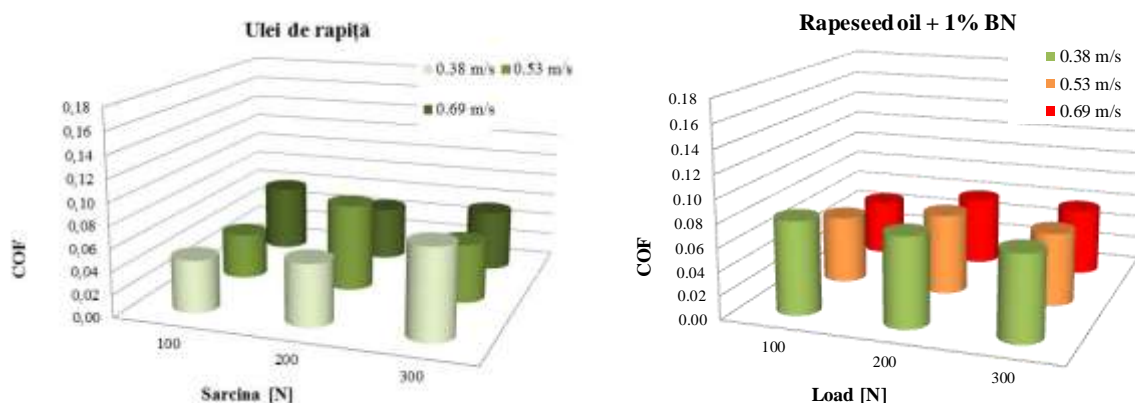 Ulei de rapiță
0.38 m/s 0.53 m/s
0.69 m/s
0,18
0,16
0,14
0,12
0,10
0,08
0,06
0,04
0,02
0,00
COF
100
200
300
Sarcina [N]
Rapeseed oil + 1% BN
0.38 m/s
0.53 m/s
0.69 m/s
0.18
0.16
0.14
0.12
0.10
0.08
0.06
0.04
0.02
0.00
COF
100
200
300
Load [N]